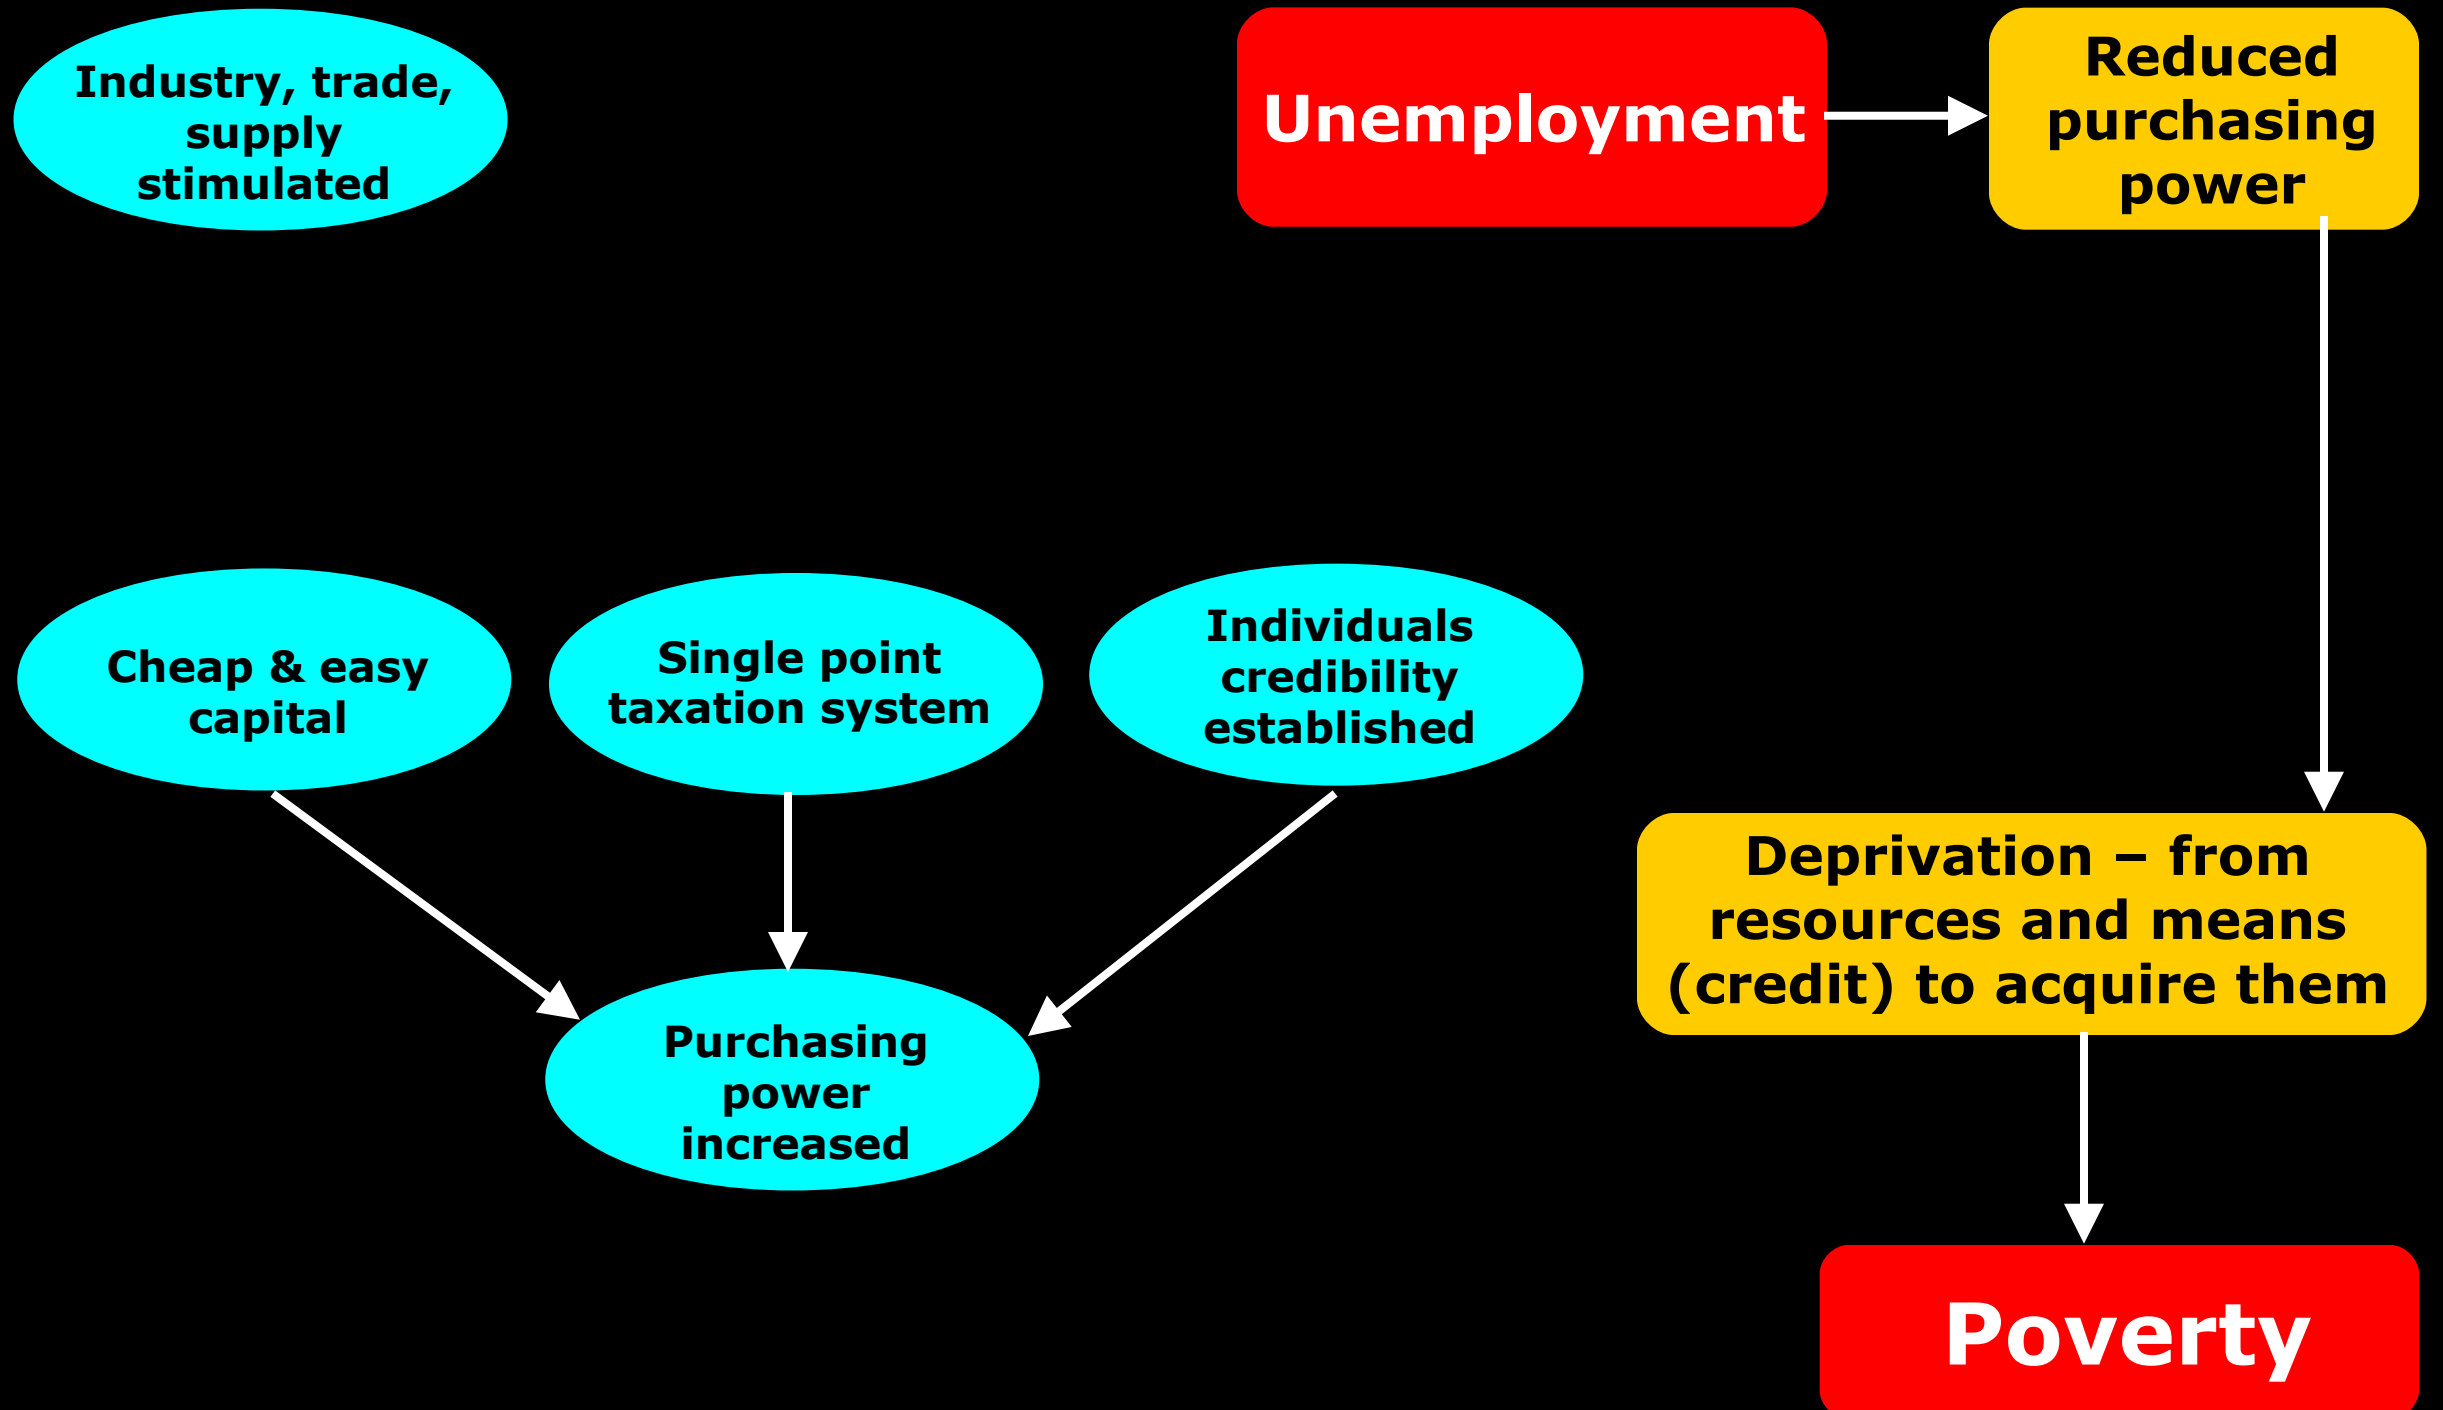 Industry, trade,
supply
stimulated
Unemployment
Reduced
purchasing
power
Cheap & easy
capital
Single point
taxation system
Individuals
credibility
established
Deprivation – from
resources and means
(credit) to acquire them
Purchasing
power
increased
Poverty